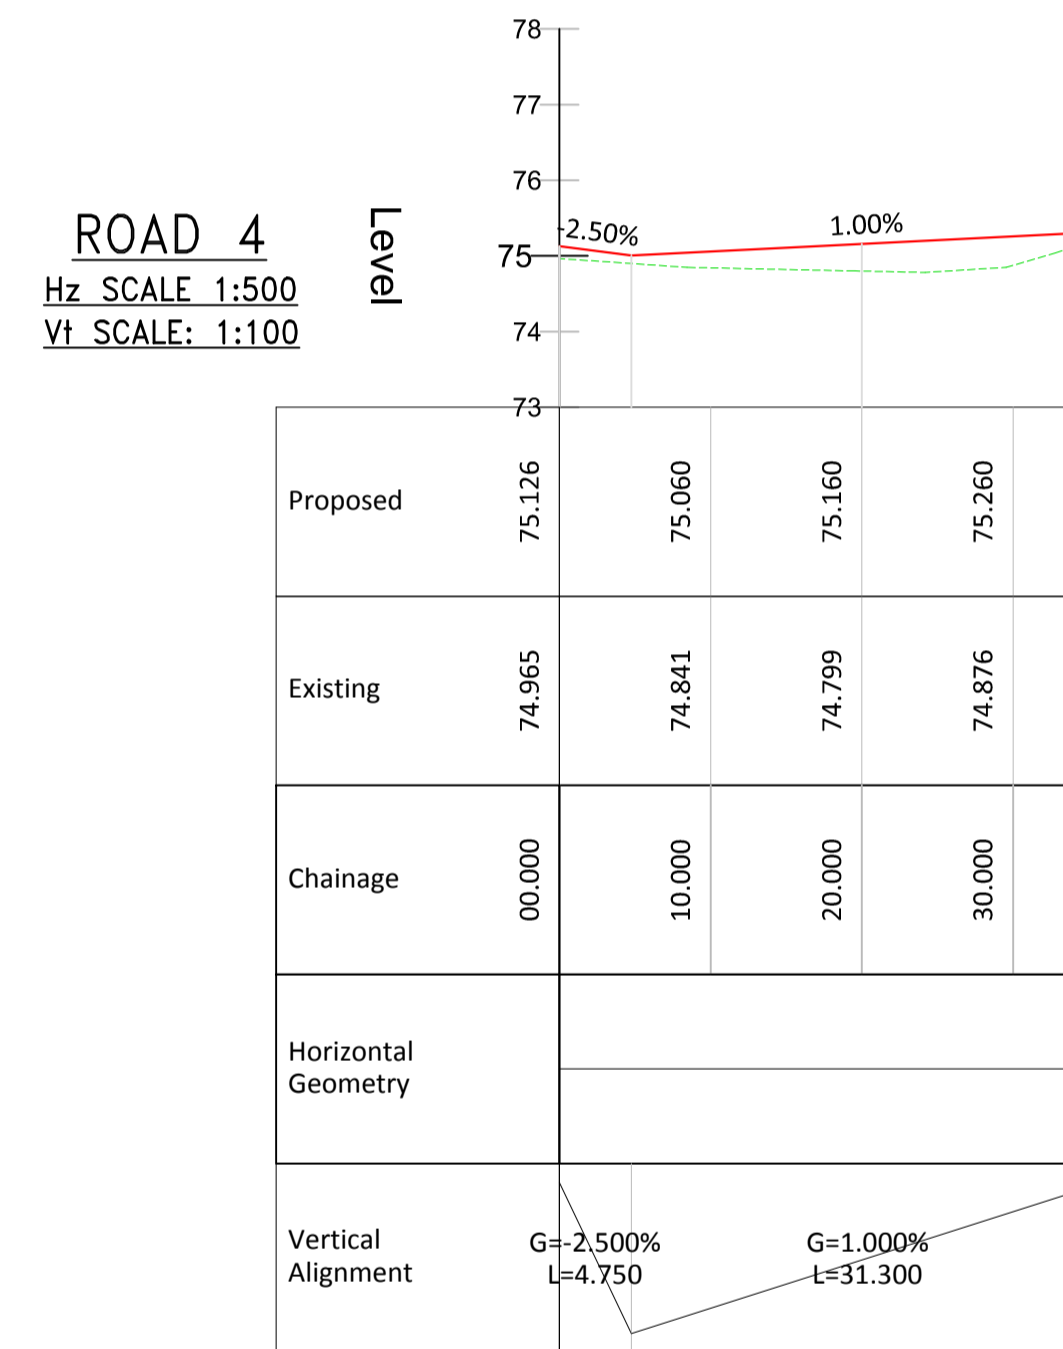 ROAD 4
Hz SCALE 1:500
Vt SCALE: 1:100
Level
78
77
76
75
74
73
-2.50%
1.00%
Proposed
75.126
75.060
75.160
75.260
Existing
74.965
74.841
74.799
74.876
Chainage
00.000
10.000
20.000
30.000
Horizontal
Geometry
Vertical
Alignment
G=-2.500%
L=4.750
G=1.000%
L=31.300